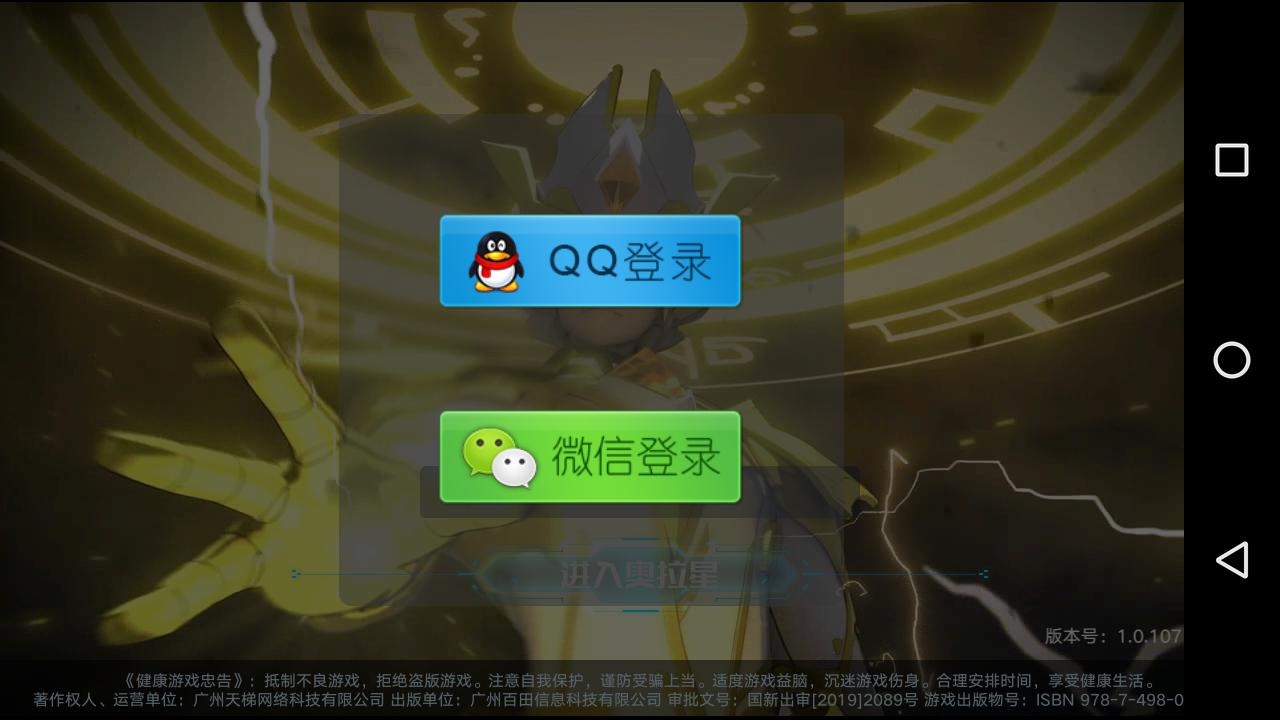 QQ登录
微信登录
进入奥拉星
版本号：1.0.107
《健康游戏忠告》：抵制不良游戏，拒绝盗版游戏。注意自我保护，谨防受骗上当。适度游戏益脑，沉迷游戏伤身。合理安排时间，享受健康生活。
著作权人、运营单位：广州天梯网络科技有限公司 出版单位：广州百田信息科技有限公司 审批文号：国新出审[2019]2089号 游戏出版物号：ISBN 978-7-498-0